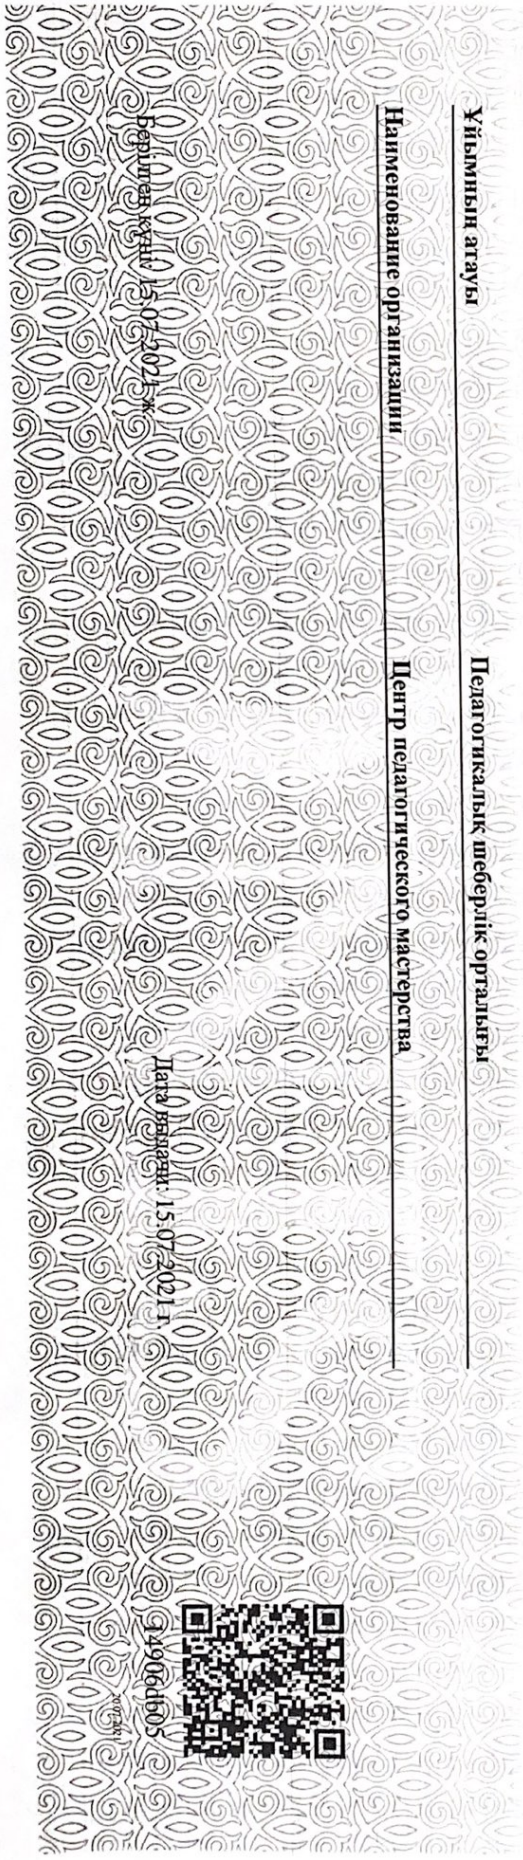 Ұйымның атауы Педагогикалық шеберлік орталығы
Наименование организации Центр педагогического мастерства
Берілген күні: 15.07.2021 ж. Дата выдачи: 15.07.2021 г.
14906db05